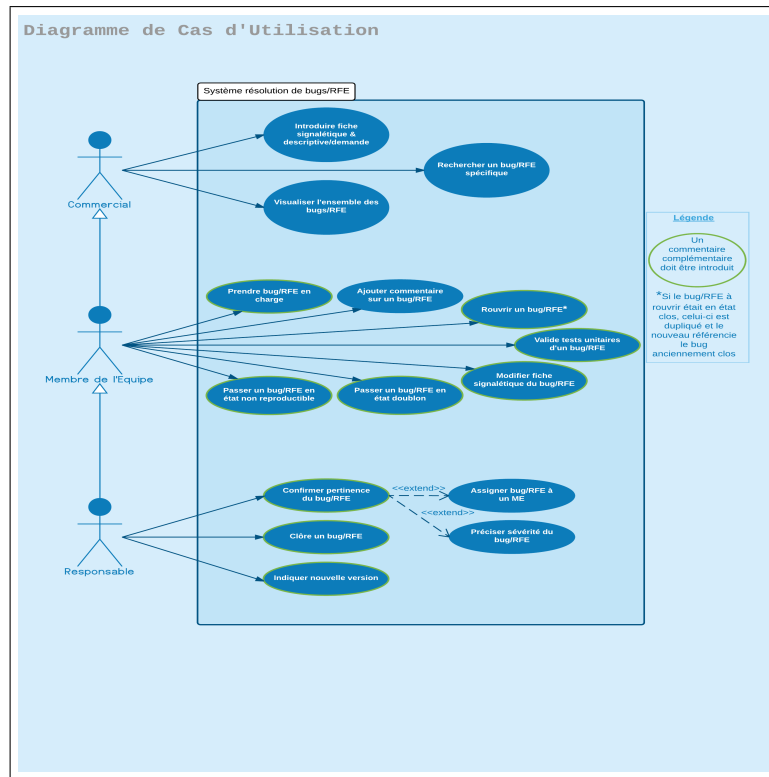 Diagramme de Cas d'Utilisation
Système résolution de bugs/RFE
Introduire fiche
signalétique &
descriptive/demande
Rechercher un bug/RFE
spécifique
Visualiser l'ensemble des
bugs/RFE
Commercial
Légende
Un
commentaire
complémentaire
doit être introduit
*Si le bug/RFE à
rouvrir était en état
clos, celui-ci est
dupliqué et le
nouveau référencie
le bug
anciennement clos
Prendre bug/RFE en
charge
Ajouter commentaire
sur un bug/RFE
Rouvrir un bug/RFE*
Valide tests unitaires
d'un bug/RFE
Modifier fiche
signalétique du bug/RFE
Membre de l'Equipe
Passer un bug/RFE en
état non reproductible
Passer un bug/RFE en
état doublon
Confirmer pertinence
du bug/RFE
<<extend>>
Assigner bug/RFE à
un ME
<<extend>>
Préciser sévérité du
bug/RFE
Clôre un bug/RFE
Responsable
Indiquer nouvelle version